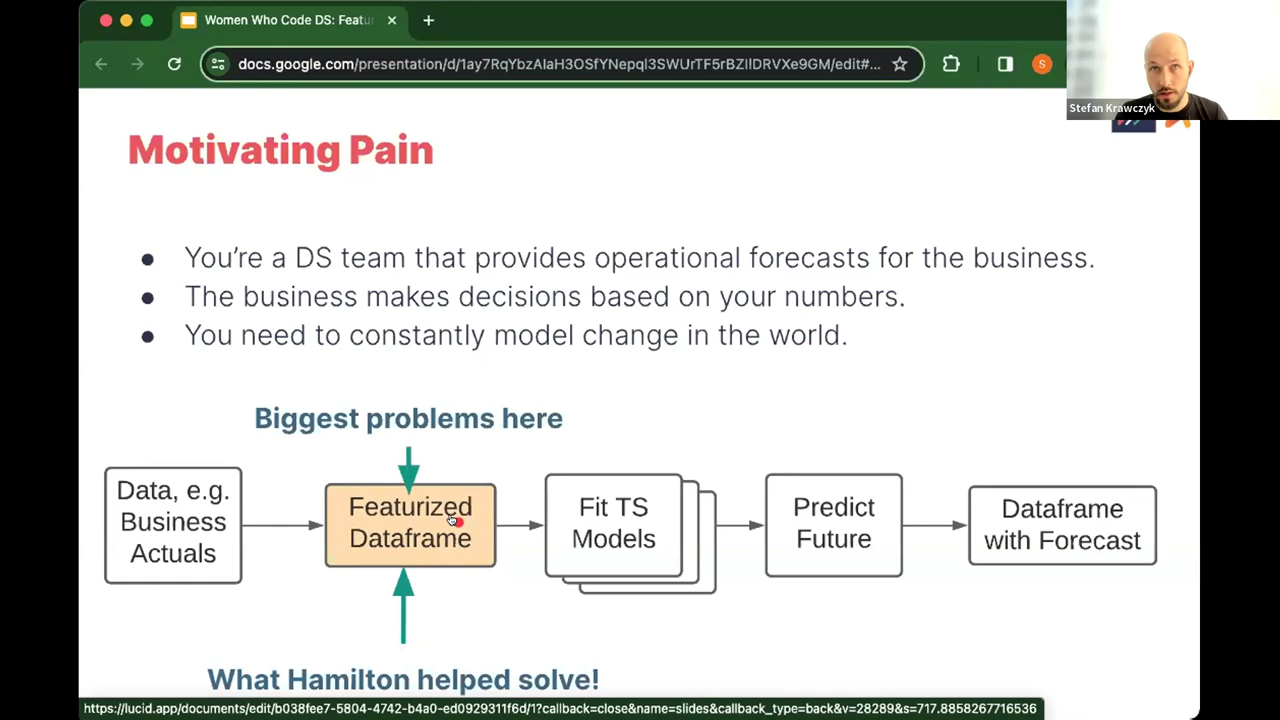 Women Who Code DS: Featu
docs.google.com/presentation/d/1ay7RqYbzAIaH3OSfYNepql3SWUrTF5rBZIlDRVXe9GM/edit#...
S
Stefan Krawczyk
Motivating Pain
● You're a DS team that provides operational forecasts for the business.
● The business makes decisions based on your numbers.
● You need to constantly model change in the world.
Biggest problems here
Data, e.g.
Business
Actuals
Featurized
Dataframe
Fit TS
Models
Predict
Future
Dataframe
with Forecast
What Hamilton helped solve!
https://lucid.app/documents/edit/b038fee7-5804-4742-b4a0-ed0929311f6d/1?callback=close&name=slides&callback_type=back&v=28289&s=717.8858267716536